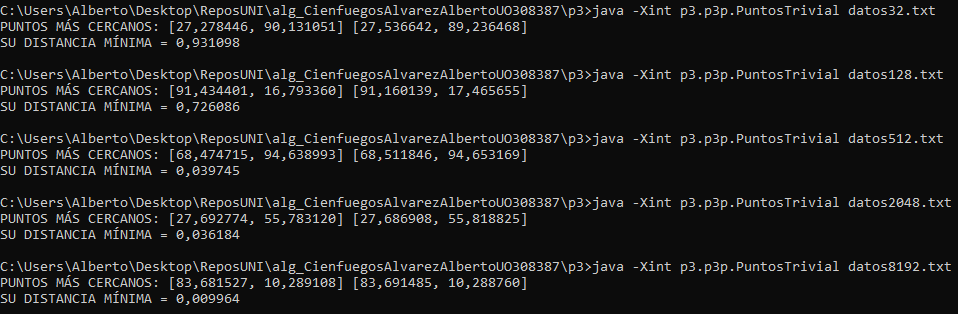 C:\Users\Alberto\Desktop\ReposUNI\alg_CienfuegosAlvarezAlbertoUO308387\p3>java -Xint p3.p3p.PuntosTrivial datos32.txt
PUNTOS MÁS CERCANOS: [27,278446, 90,131051] [27,536642, 89,236468]
SU DISTANCIA MÍNIMA = 0,931098
C:\Users\Alberto\Desktop\ReposUNI\alg_CienfuegosAlvarezAlbertoUO308387\p3>java -Xint p3.p3p.PuntosTrivial datos128.txt
PUNTOS MÁS CERCANOS: [91,434401, 16,793360] [91,160139, 17,465655]
SU DISTANCIA MÍNIMA = 0,726086
C:\Users\Alberto\Desktop\ReposUNI\alg_CienfuegosAlvarezAlbertoUO308387\p3>java -Xint p3.p3p.PuntosTrivial datos512.txt
PUNTOS MÁS CERCANOS: [68,474715, 94,638993] [68,511846, 94,653169]
SU DISTANCIA MÍNIMA = 0,039745
C:\Users\Alberto\Desktop\ReposUNI\alg_CienfuegosAlvarezAlbertoUO308387\p3>java -Xint p3.p3p.PuntosTrivial datos2048.txt
PUNTOS MÁS CERCANOS: [27,692774, 55,783120] [27,686908, 55,818825]
SU DISTANCIA MÍNIMA = 0,036184
C:\Users\Alberto\Desktop\ReposUNI\alg_CienfuegosAlvarezAlbertoUO308387\p3>java -Xint p3.p3p.PuntosTrivial datos8192.txt
PUNTOS MÁS CERCANOS: [83,681527, 10,289108] [83,691485, 10,288760]
SU DISTANCIA MÍNIMA = 0,009964